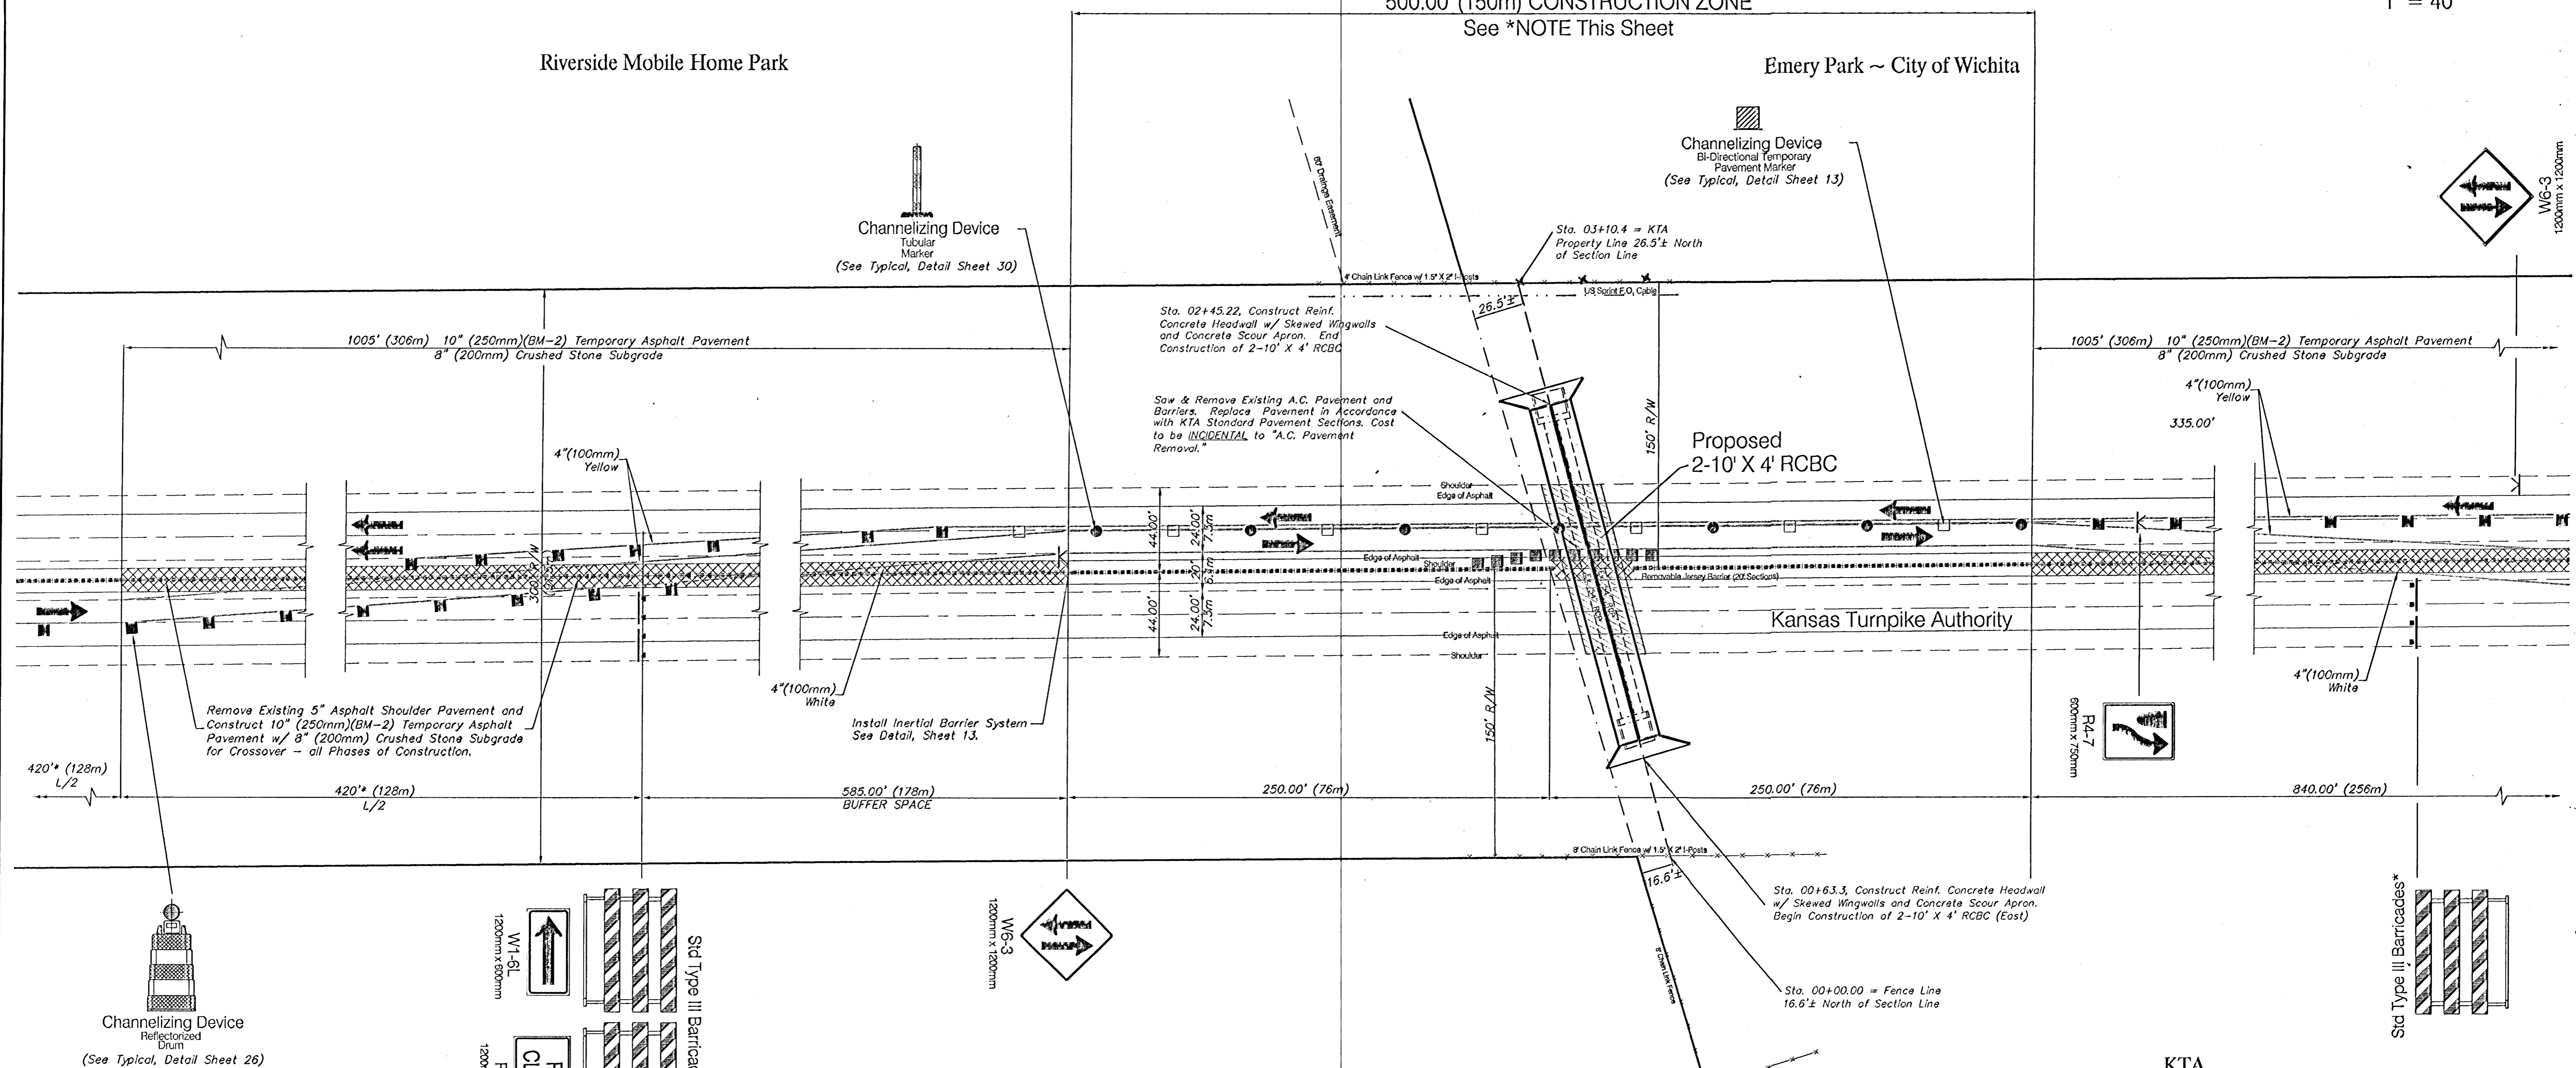 500.00' (150m) CONSTRUCTION ZONE
See *NOTE This Sheet
1" = 40'
Riverside Mobile Home Park
Emery Park ~ City of Wichita
Channelizing Device
Bi-Directional Temporary
Pavement Marker
(See Typical, Detail Sheet 13)
60' Drainge Easement
W6-3
1200mm x 1200mm
Channelizing Device
Tubular
Marker
(See Typical, Detail Sheet 30)
Sta. 03+10.4 = KTA
Property Line 26.5'± North
of Section Line
4' Chain Link Fence w/ 1.5" X 2" I-Posts
US Sprint F.O. Cable
26.5'±
Sta. 02+45.22, Construct Reinf.
Concrete Headwall w/ Skewed Wingwalls
and Concrete Scour Apron. End
Construction of 2-10' X 4' RCBC
1005' (306m) 10" (250mm)(BM-2) Temporary Asphalt Pavement
8" (200mm) Crushed Stone Subgrade
1005' (306m) 10" (250mm)(BM-2) Temporary Asphalt Pavement
8" (200mm) Crushed Stone Subgrade
Saw & Remove Existing A.C. Pavement and
Barriers. Replace Pavement in Accordance
with KTA Standard Pavement Sections. Cost
to be INCIDENTAL to "A.C. Pavement
Removal."
4"(100mm)
Yellow
335.00'
150' R/W
Proposed
2-10' X 4' RCBC
4"(100mm)
Yellow
Shoulder
Edge of Asphalt
44.00'
24.00'
7.3m
300' R/W
20'
6.1m
Edge of Asphalt
Shoulder
Edge of Asphalt
Removable Jersey Barrier (20' Sections)
44.00'
24.00'
7.3m
Kansas Turnpike Authority
Edge of Asphalt
Shoulder
4"(100mm)
White
4"(100mm)
White
Remove Existing 5" Asphalt Shoulder Pavement and
Construct 10" (250mm)(BM-2) Temporary Asphalt
Pavement w/ 8" (200mm) Crushed Stone Subgrade
for Crossover - all Phases of Construction.
Install Inertial Barrier System
See Detail, Sheet 13.
150' R/W
R4-7
600mm x 750mm
420'* (128m)
L/2
420'* (128m)
L/2
585.00' (178m)
BUFFER SPACE
250.00' (76m)
250.00' (76m)
840.00' (256m)
8' Chain Link Fence w/ 1.5" X 2" I-Posts
16.6'±
Sta. 00+63.3, Construct Reinf. Concrete Headwall
w/ Skewed Wingwalls and Concrete Scour Apron.
Begin Construction of 2-10' X 4' RCBC (East)
8' Chain Link Fence
Sta. 00+00.00 = Fence Line
16.6'± North of Section Line
W1-6L
1200mm x 600mm
Std Type III Barricad
W6-3
1200mm x 1200mm
Std Type III Barricades*
Channelizing Device
Reflectorized
Drum
(See Typical, Detail Sheet 26)
KTA